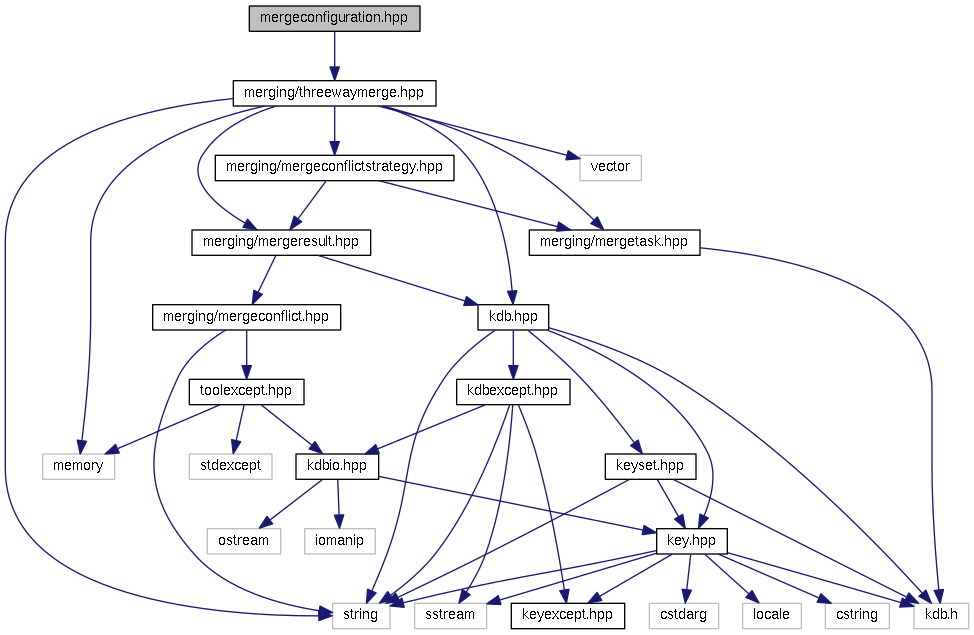 mergeconfiguration.hpp
merging/threewaymerge.hpp
merging/mergeconflictstrategy.hpp
vector
merging/mergeresult.hpp
merging/mergetask.hpp
merging/mergeconflict.hpp
kdb.hpp
toolexcept.hpp
kdbexcept.hpp
memory
stdexcept
kdbio.hpp
keyset.hpp
ostream
iomanip
key.hpp
string
sstream
keyexcept.hpp
cstdarg
locale
cstring
kdb.h